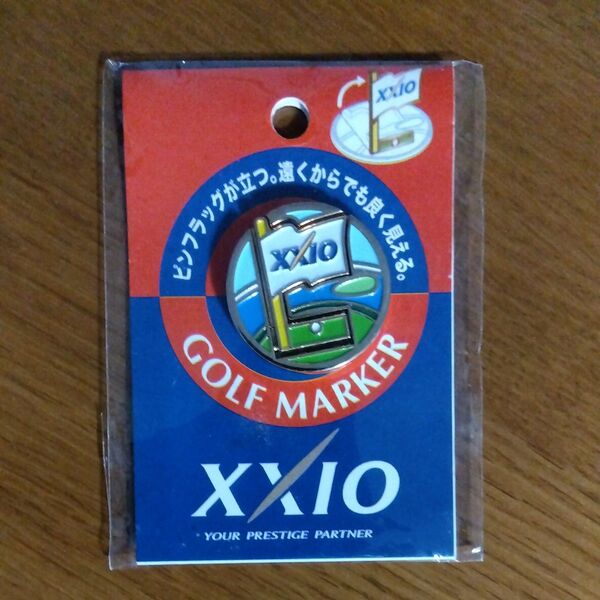 XXIO
ピンフラッグが立つ。遠くからでも良く見える。
XXIO
GOLF MARKER
XXIO
YOUR PRESTIGE PARTNER